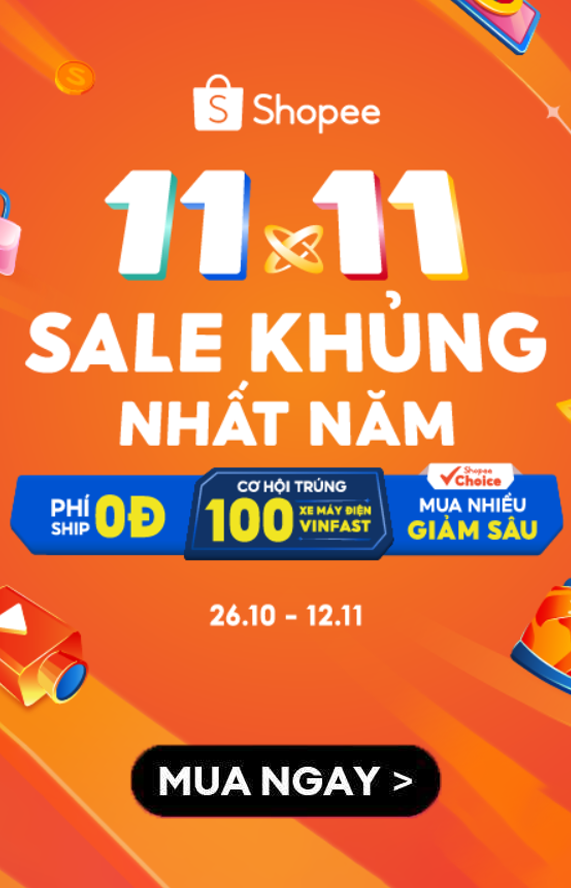 S Shopee
11 11
SALE KHỦNG
NHẤT NĂM
PHÍ
SHIP 0Đ
CƠ HỘI TRÚNG
100 XE MÁY ĐIỆN
VINFAST
Shopee
Choice
MUA NHIỀU
GIẢM SÂU
26.10 - 12.11
MUA NGAY >